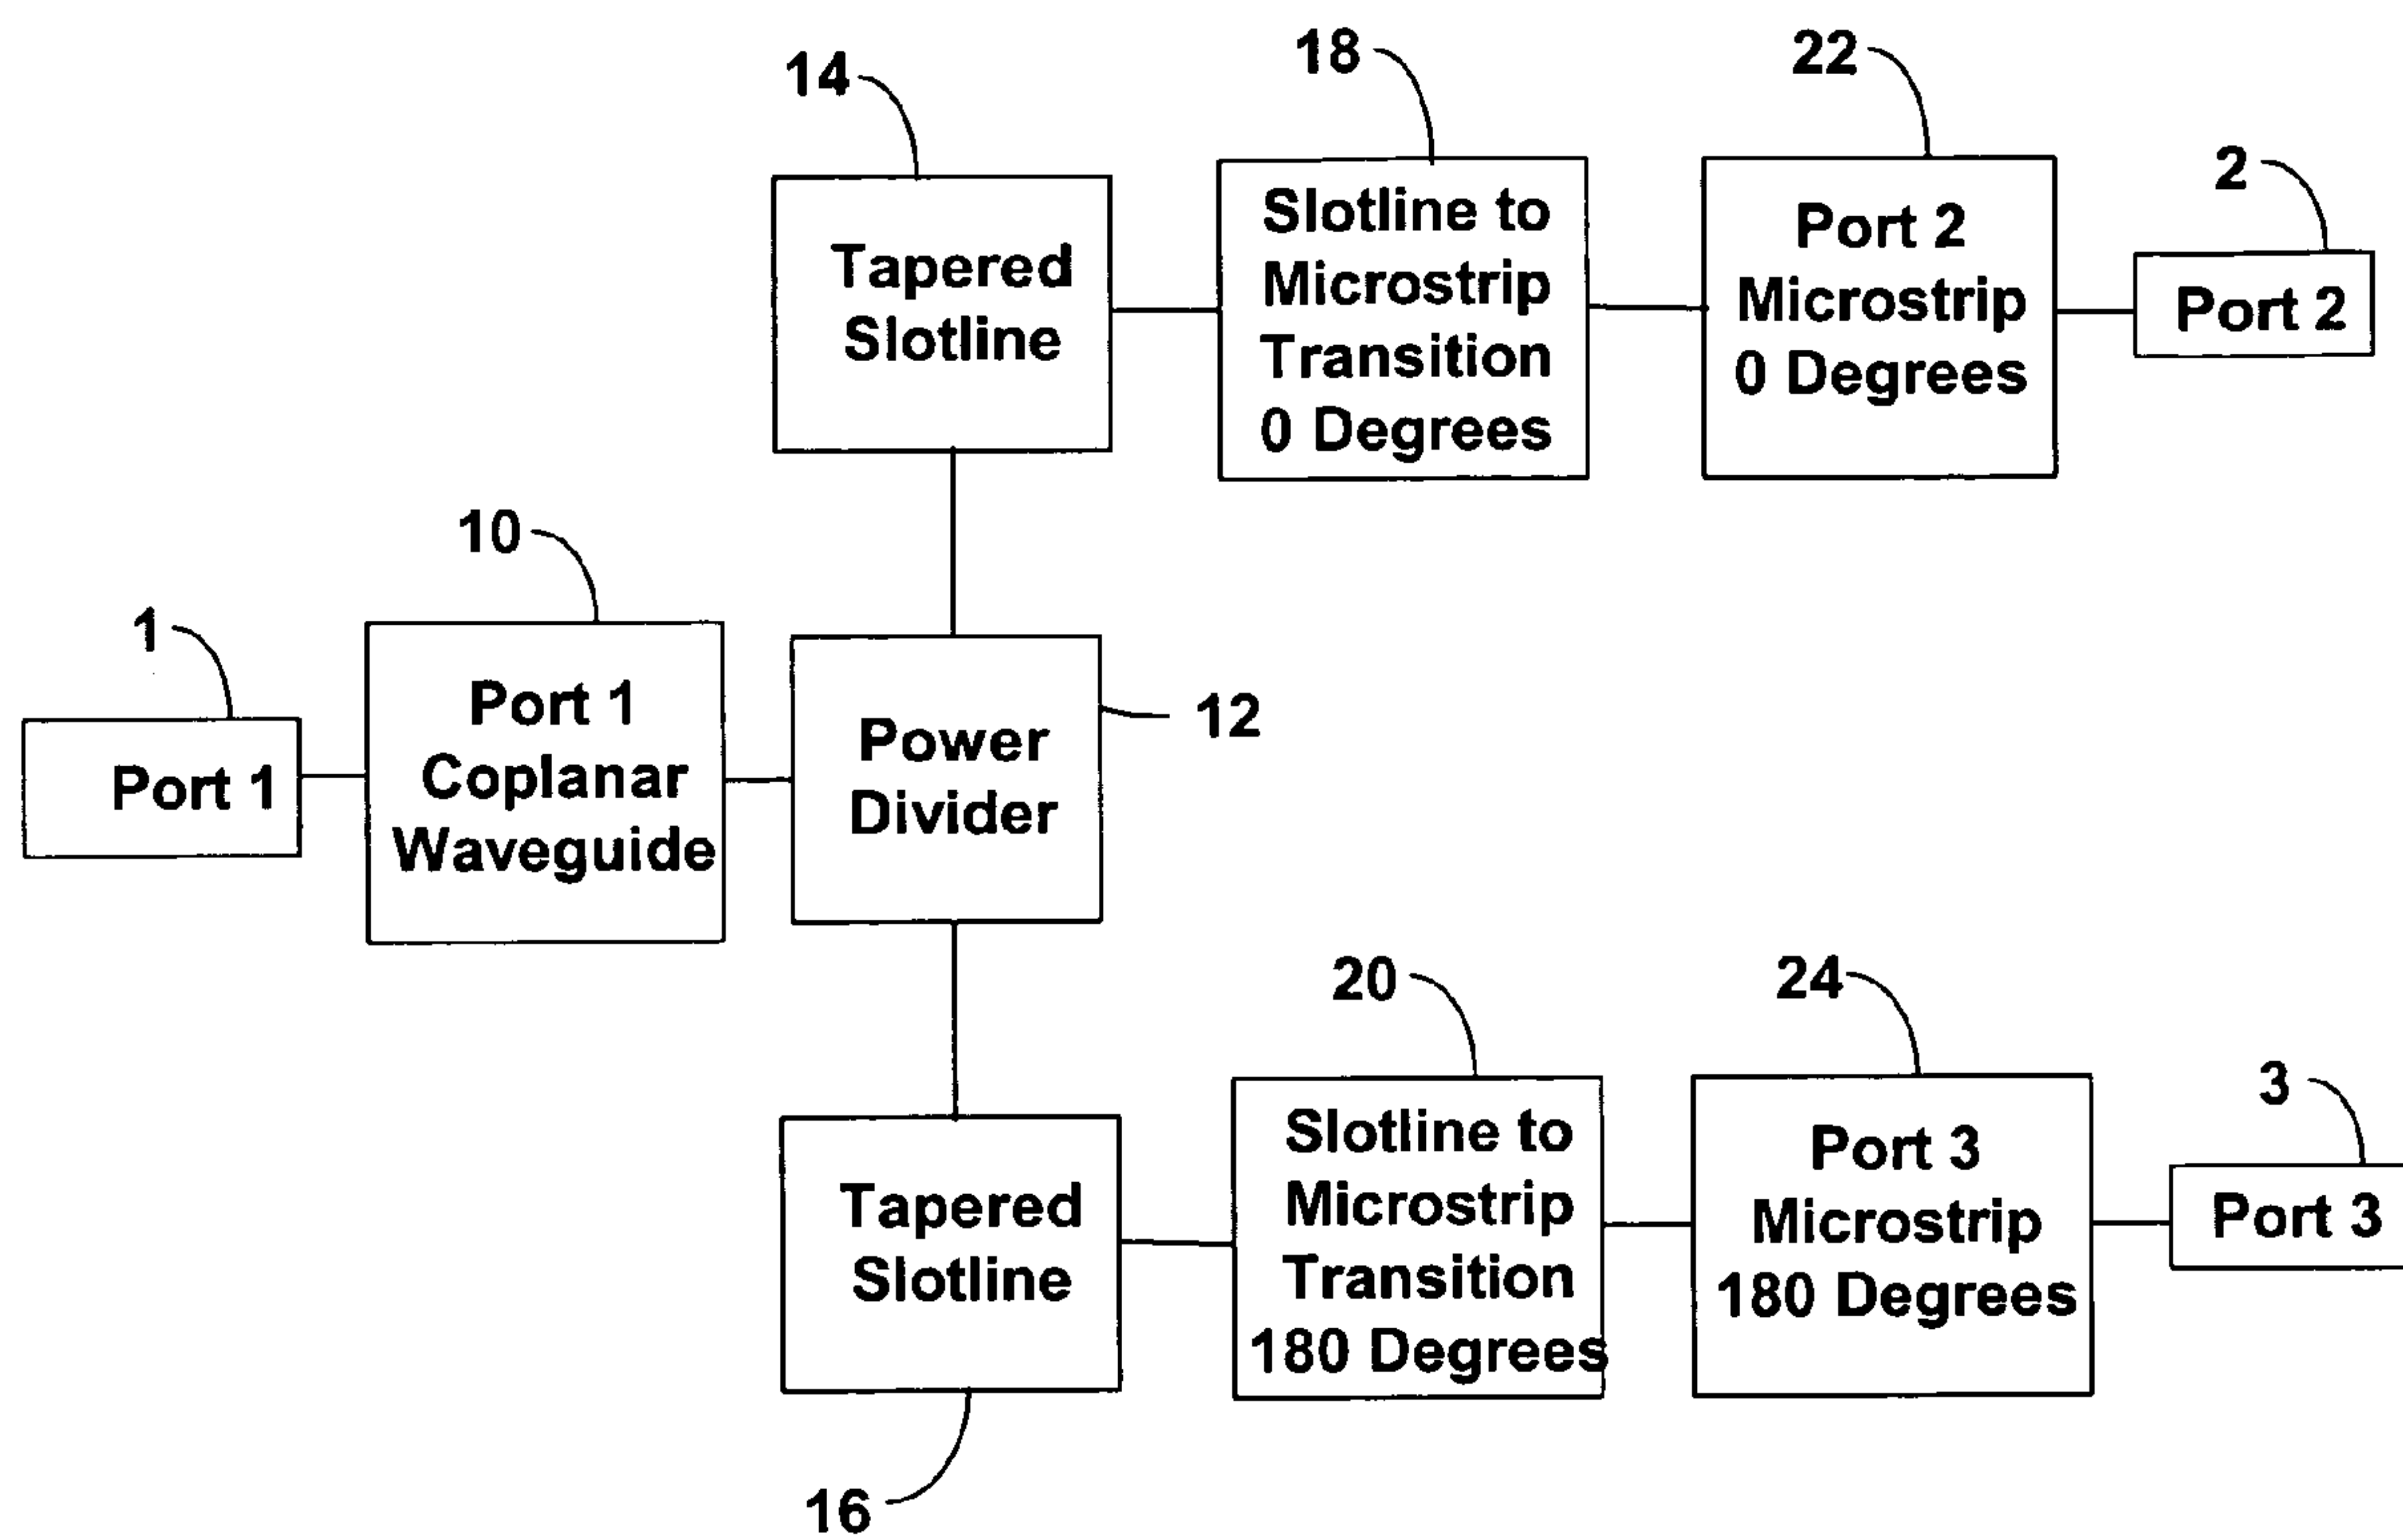 14
18
22
2
Tapered
Slotline
Slotline to
Microstrip
Transition
0 Degrees
Port 2
Microstrip
0 Degrees
Port 2
10
1
Port 1
Port 1
Coplanar
Waveguide
Power
Divider
12
20
24
3
Tapered
Slotline
Slotline to
Microstrip
Transition
180 Degrees
Port 3
Microstrip
180 Degrees
Port 3
16